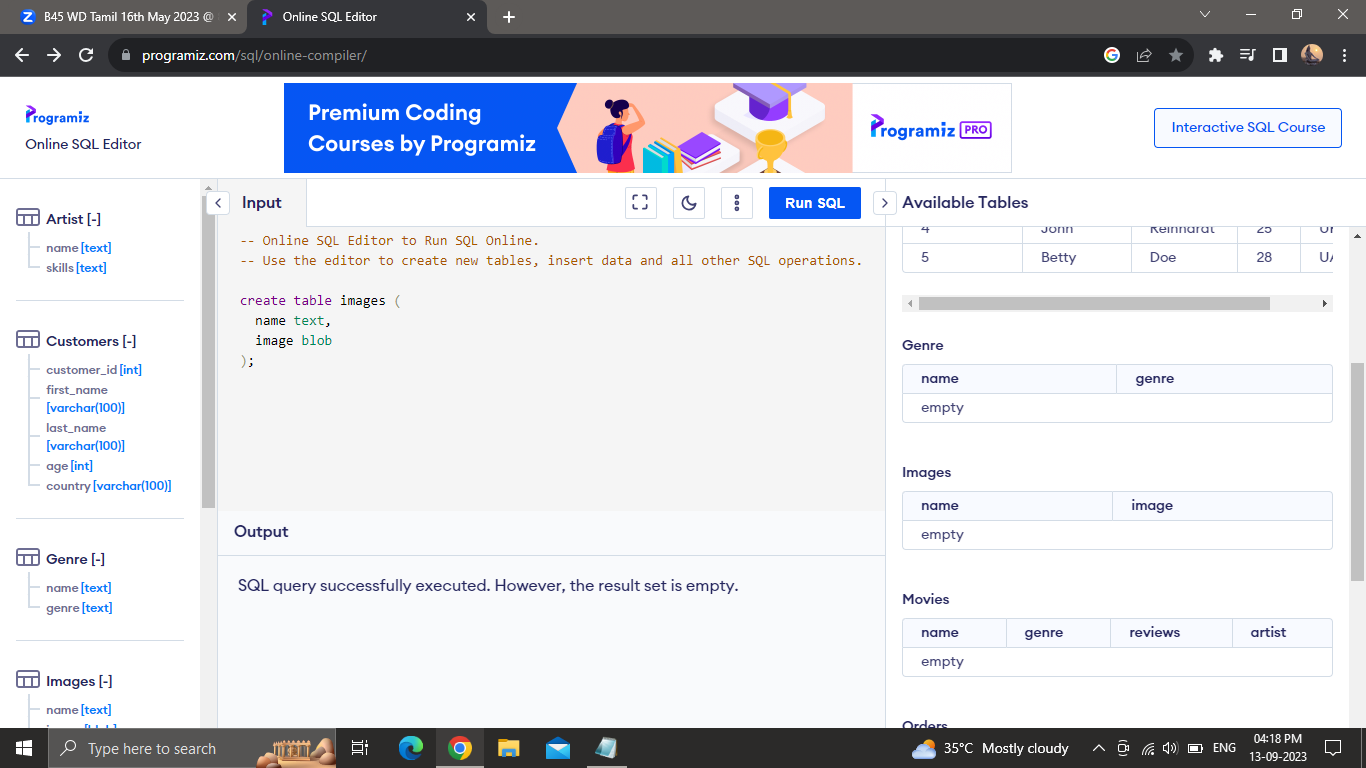 B45 WD Tamil 16th May 2023 @
Online SQL Editor
programiz.com/sql/online-compiler/
Programiz
Online SQL Editor
Premium Coding
Courses by Programiz
Programiz PRO
Interactive SQL Course
Input
Run SQL
Available Tables
Artist [-]
name [text]
skills [text]
Customers [-]
customer_id [int]
first_name
[varchar(100)]
last_name
[varchar(100)]
age [int]
country [varchar(100)]
Genre [-]
name [text]
genre [text]
Images [-]
name [text]
-- Online SQL Editor to Run SQL Online.
-- Use the editor to create new tables, insert data and all other SQL operations.
create table images (
name text,
image blob
);
Output
SQL query successfully executed. However, the result set is empty.
4 John Reinhardt 25
5 Betty Doe 28 UA
Genre
name genre
empty
Images
name image
empty
Movies
name genre reviews artist
empty
Orders
Type here to search
35°C Mostly cloudy
ENG
04:18 PM
13-09-2023